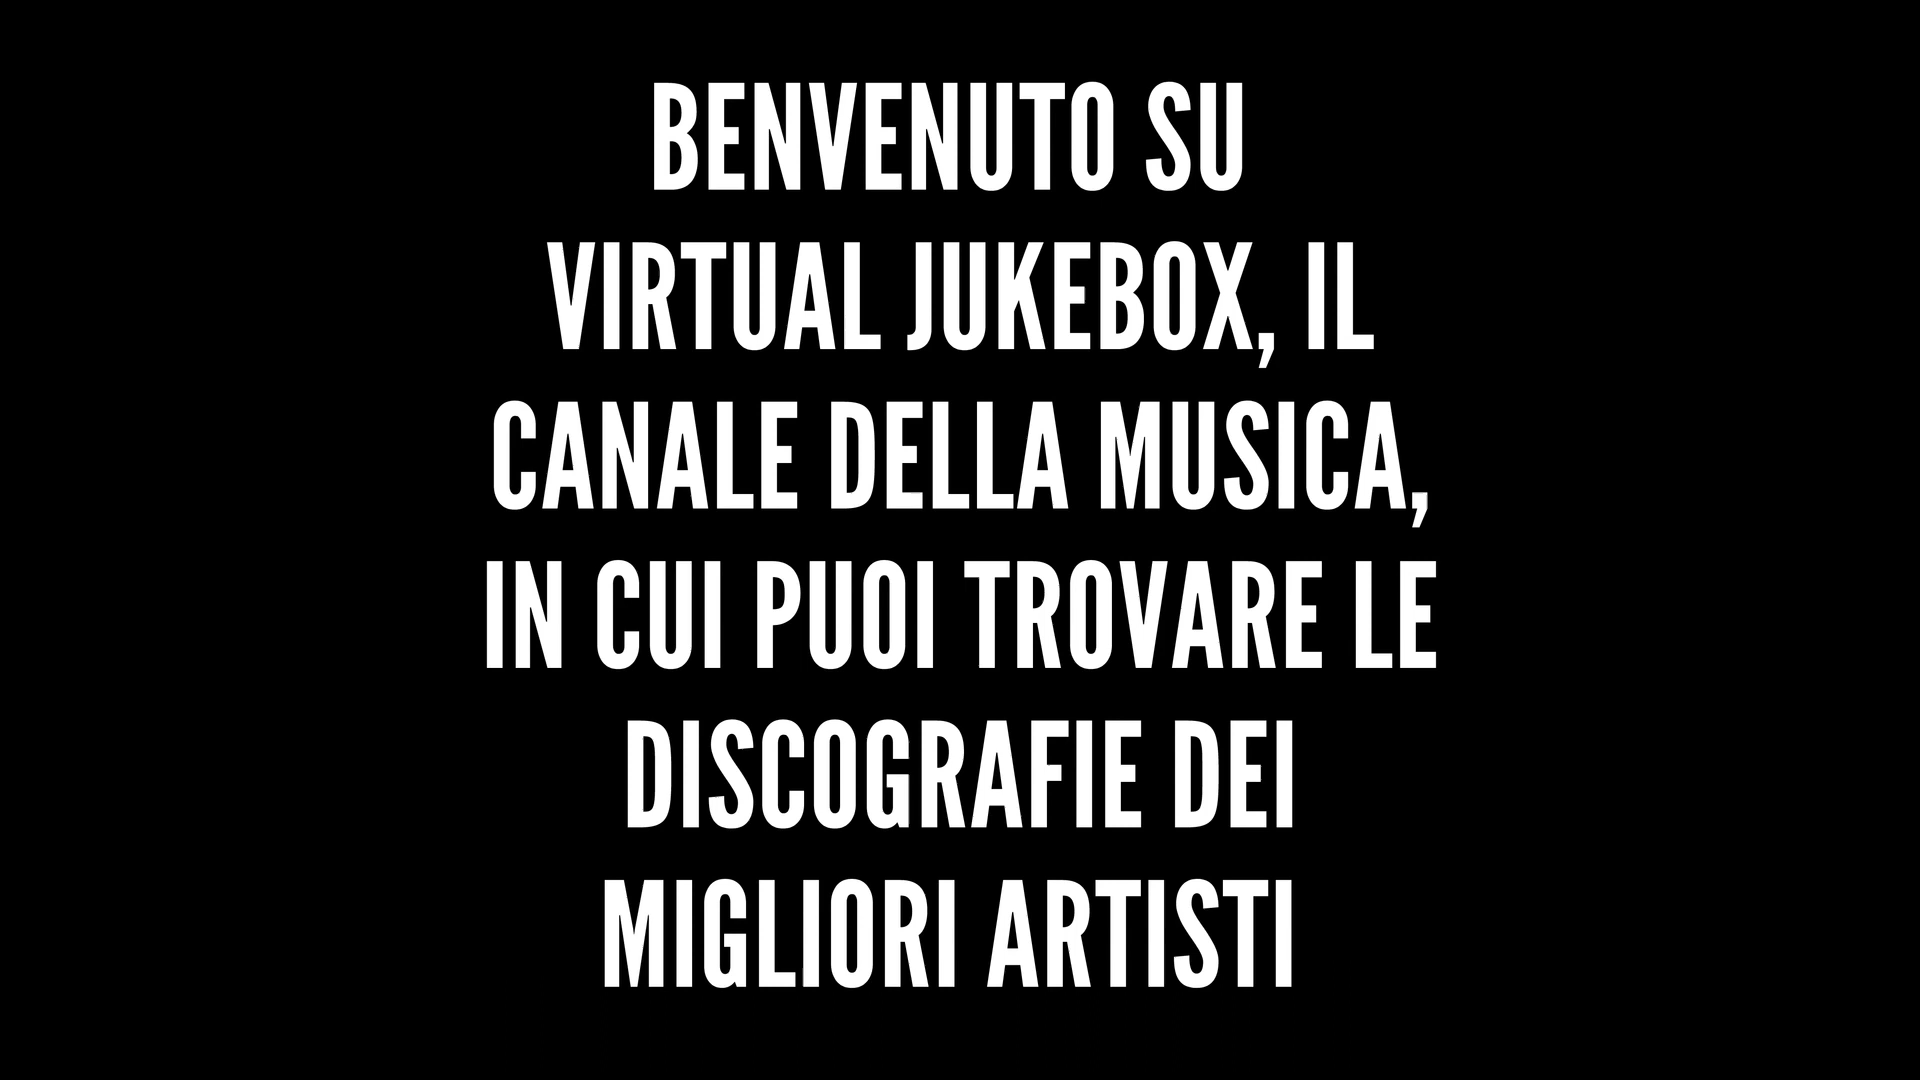 BENVENUTO SU
VIRTUAL JUKEBOX, IL
CANALE DELLA MUSICA,
IN CUI PUOI TROVARE LE
DISCOGRAFIE DEI
MIGLIORI ARTISTI